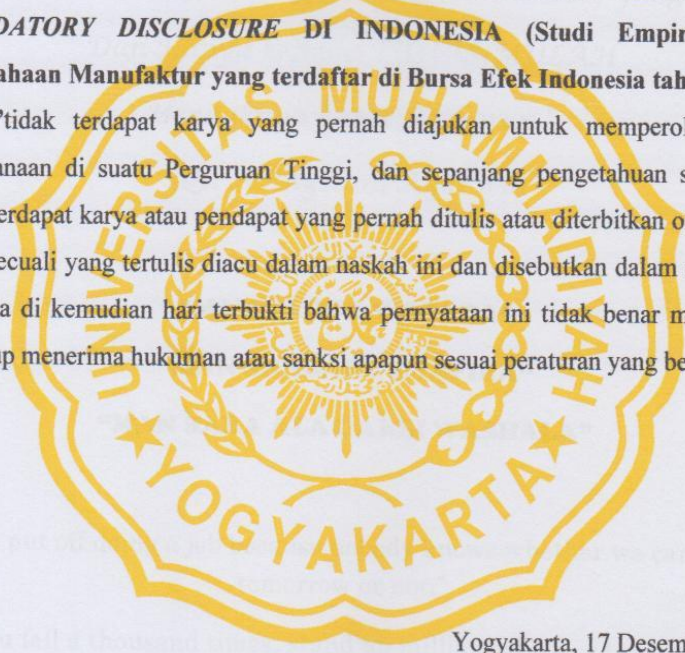 DATORY DISCLOSURE DI INDONESIA (Studi Empir
ahaan Manufaktur yang terdaftar di Bursa Efek Indonesia tah
"tidak terdapat karya yang pernah diajukan untuk memperol
anaan di suatu Perguruan Tinggi, dan sepanjang pengetahuan s
erdapat karya atau pendapat yang pernah ditulis atau diterbitkan o
ecuali yang tertulis diacu dalam naskah ini dan disebutkan dalam
a di kemudian hari terbukti bahwa pernyataan ini tidak benar m
p menerima hukuman atau sanksi apapun sesuai peraturan yang be
UNIVERSITAS MUHAMMADIYAH
YOGYAKARTA
Yogyakarta, 17 Desem